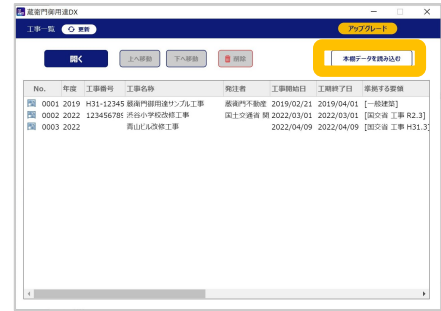 蔵衛門御用達DX
工事一覧 更新 アップグレード
開く 上へ移動 下へ移動 削除 本棚データを読み込む
No. 年度 工事番号 工事名称 発注者 工事開始日 工期終了日 準拠する要領
0001 2019 H31-12345 蔵衛門御用達サンプル工事 蔵衛門不動産 2019/02/21 2019/04/01 [一般建築]
0002 2022 123456789 渋谷小学校改修工事 国土交通省 関 2022/03/01 2022/03/01 [国交省 工事 R2.3]
0003 2022 青山ビル改修工事 2022/04/09 2022/04/09 [国交省 工事 H31.3]